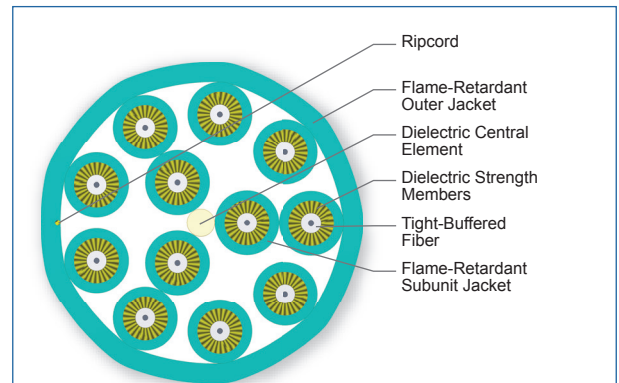 Ripcord
Flame-Retardant
Outer Jacket
Dielectric Central
Element
Dielectric Strength
Members
Tight-Buffered
Fiber
Flame-Retardant
Subunit Jacket